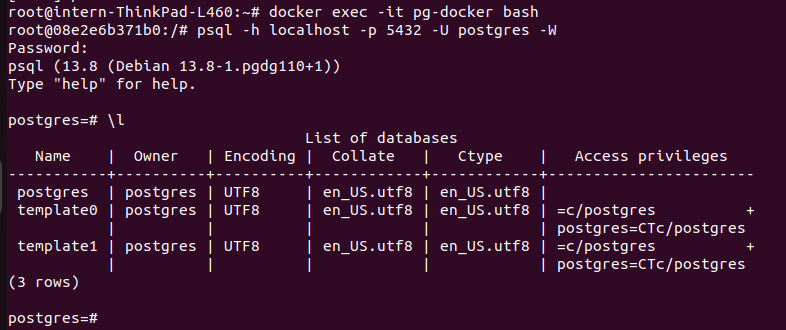 root@intern-ThinkPad-L460:~# docker exec -it pg-docker bash
root@08e2e6b371b0:/# psql -h localhost -p 5432 -U postgres -W
Password:
psql (13.8 (Debian 13.8-1.pgdg110+1))
Type "help" for help.

postgres=# \l
                                 List of databases
   Name    |  Owner   | Encoding |  Collate   |   Ctype    |   Access privileges
-----------+----------+----------+------------+------------+-----------------------
 postgres  | postgres | UTF8     | en_US.utf8 | en_US.utf8 |
 template0 | postgres | UTF8     | en_US.utf8 | en_US.utf8 | =c/postgres          +
           |          |          |            |            | postgres=CTc/postgres
 template1 | postgres | UTF8     | en_US.utf8 | en_US.utf8 | =c/postgres          +
           |          |          |            |            | postgres=CTc/postgres
(3 rows)

postgres=#